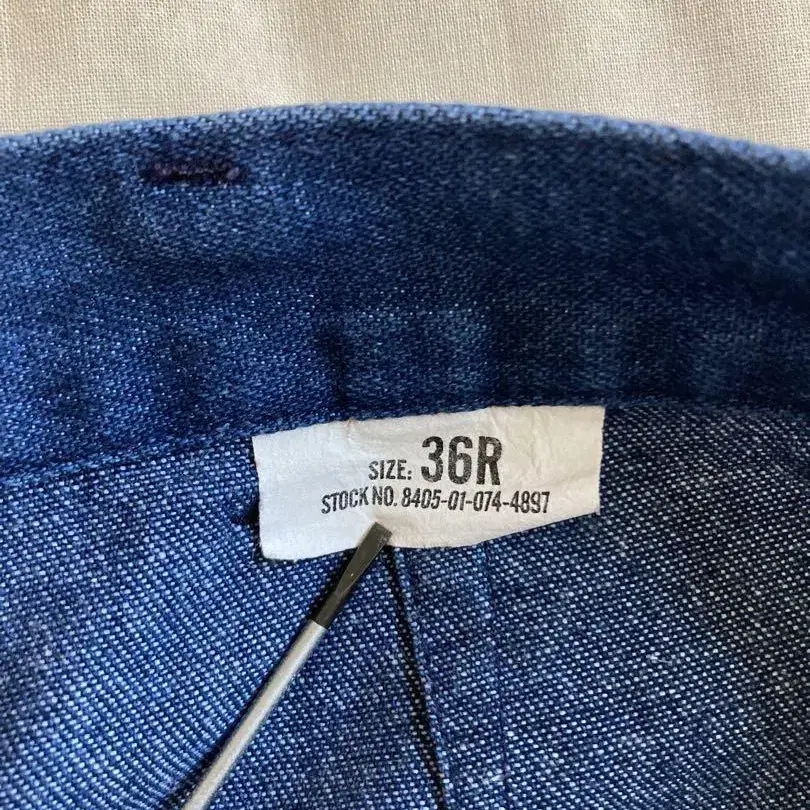 SIZE: 36R
STOCK NO. 8405-01-074-4897